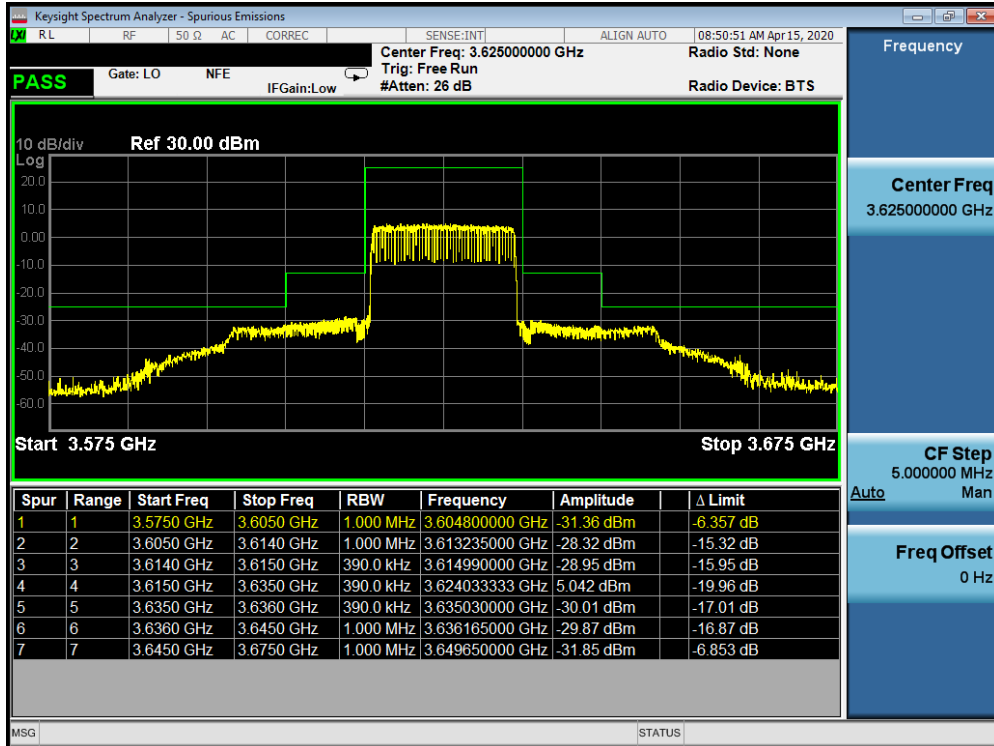 Keysight Spectrum Analyzer - Spurious Emissions
LXI RL RF 50 Ω AC CORREC SENSE:INT ALIGN AUTO 08:50:51 AM Apr 15, 2020
Center Freq: 3.625000000 GHz Radio Std: None
PASS Gate: LO NFE Trig: Free Run
IFGain:Low #Atten: 26 dB Radio Device: BTS
10 dB/div Ref 30.00 dBm
Log
20.0
10.0
0.00
-10.0
-20.0
-30.0
-40.0
-50.0
-60.0
Start 3.575 GHz Stop 3.675 GHz
Spur Range Start Freq Stop Freq RBW Frequency Amplitude Δ Limit
1 1 3.5750 GHz 3.6050 GHz 1.000 MHz 3.604800000 GHz -31.36 dBm -6.357 dB
2 2 3.6050 GHz 3.6140 GHz 1.000 MHz 3.613235000 GHz -28.32 dBm -15.32 dB
3 3 3.6140 GHz 3.6150 GHz 390.0 kHz 3.614990000 GHz -28.95 dBm -15.95 dB
4 4 3.6150 GHz 3.6350 GHz 390.0 kHz 3.624033333 GHz 5.042 dBm -19.96 dB
5 5 3.6350 GHz 3.6360 GHz 390.0 kHz 3.635030000 GHz -30.01 dBm -17.01 dB
6 6 3.6360 GHz 3.6450 GHz 1.000 MHz 3.636165000 GHz -29.87 dBm -16.87 dB
7 7 3.6450 GHz 3.6750 GHz 1.000 MHz 3.649650000 GHz -31.85 dBm -6.853 dB
MSG STATUS
Frequency
Center Freq
3.625000000 GHz
CF Step
5.000000 MHz
Auto Man
Freq Offset
0 Hz